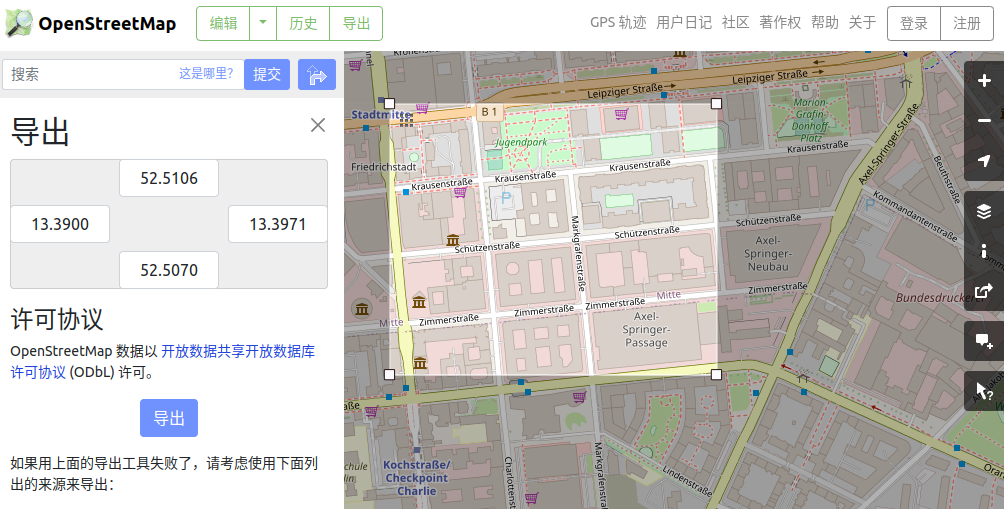 OpenStreetMap
编辑
历史
导出
GPS 轨迹
用户日记
社区
著作权
帮助
关于
登录
注册
搜索
这是哪里?
提交
导出
52.5106
13.3900
13.3971
52.5070
许可协议
OpenStreetMap 数据以 开放数据共享开放数据库
许可协议 (ODbL) 许可。
导出
如果用上面的导出工具失败了，请考虑使用下面列
出的来源来导出：
Kronenstraße
Leipziger Straße
Leipziger Straße
Stadtmitte
B 1
Jugendpark
Marion-
Gräfin-
Dönhoff-
Platz
Friedrichstadt
Krausenstraße
Krausenstraße
Krausenstraße
Krausenstraße
Axel-Springer-Straße
Beuthstraße
Kommandantenstraße
P
P
Markgrafenstraße
Schützenstraße
Schützenstraße
Schützenstraße
Axel-
Springer-
Neubau
Bundesdruckerei
Mitte
Mitte
Zimmerstraße
Zimmerstraße
Zimmerstraße
Zimmerstraße
Axel-
Springer-
Passage
aße
Kochstraße/
Checkpoint
Charlie
Charlottenst
Markgrafenstraße
Lindenstraße
schule
Berlin
Oran